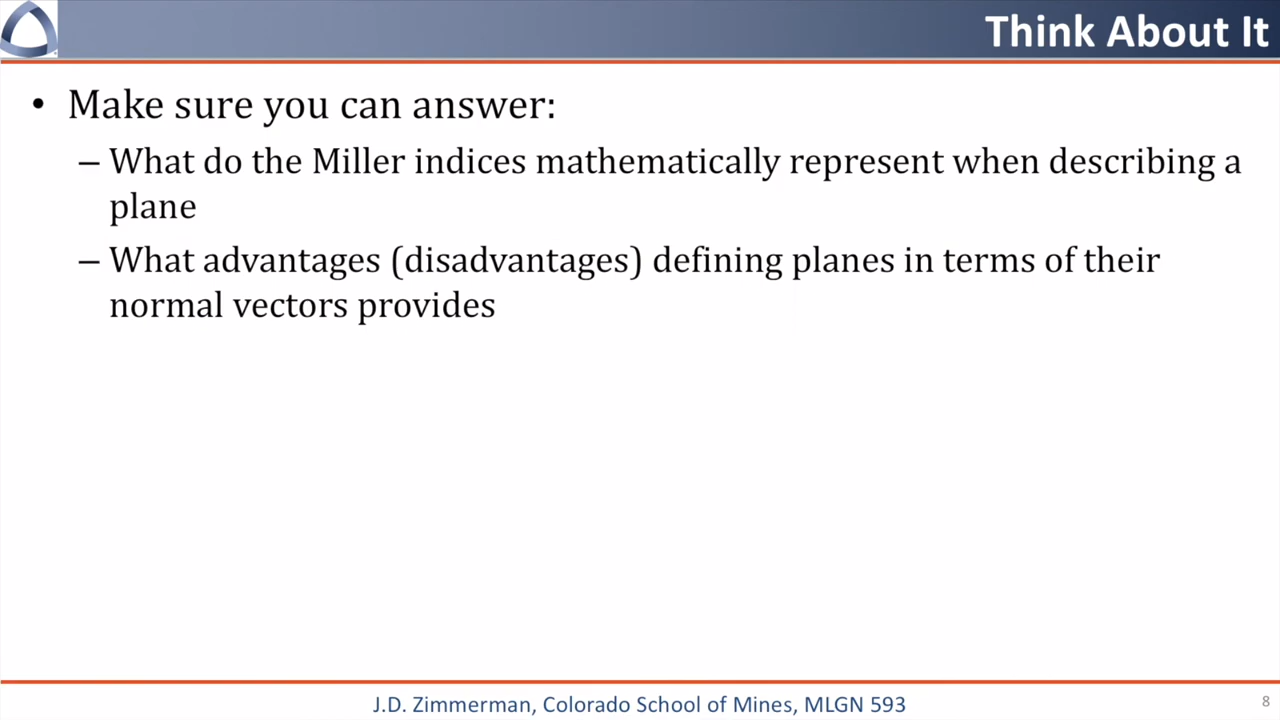 Think About It
• Make sure you can answer:
– What do the Miller indices mathematically represent when describing a
plane
– What advantages (disadvantages) defining planes in terms of their
normal vectors provides
J.D. Zimmerman, Colorado School of Mines, MLGN 593
8